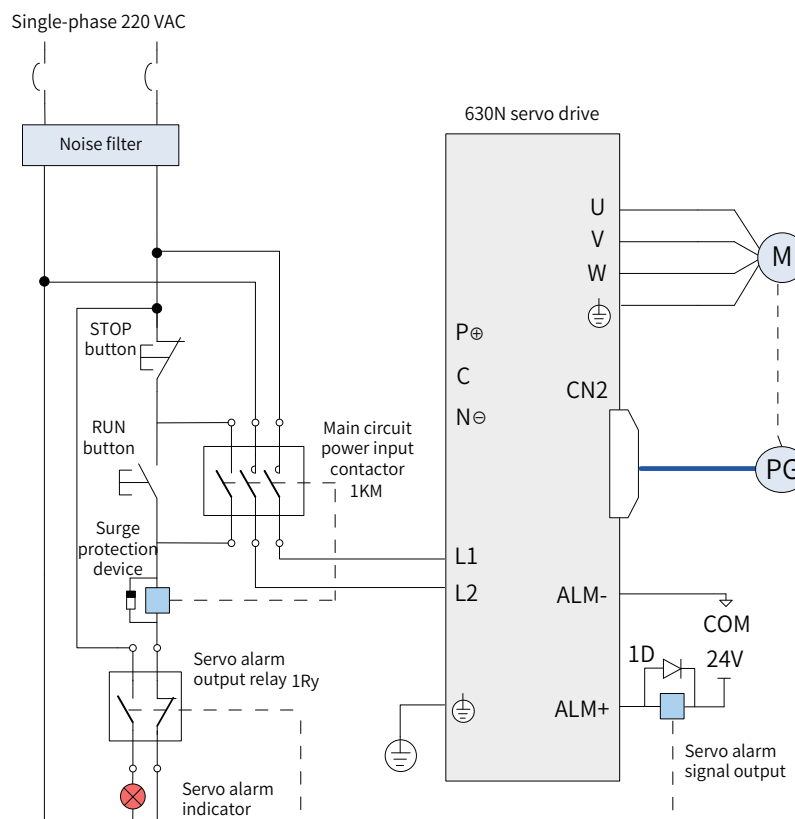 Single-phase 220 VAC
Noise filter
630N servo drive
U
V
W
M
STOP
button
P⊕
C
N⊖
CN2
RUN
button
Main circuit
power input
contactor
1KM
PG
Surge
protection
device
L1
L2
ALM-
COM
24V
1D
ALM+
Servo alarm
output relay 1Ry
Servo alarm
signal output
Servo alarm
indicator